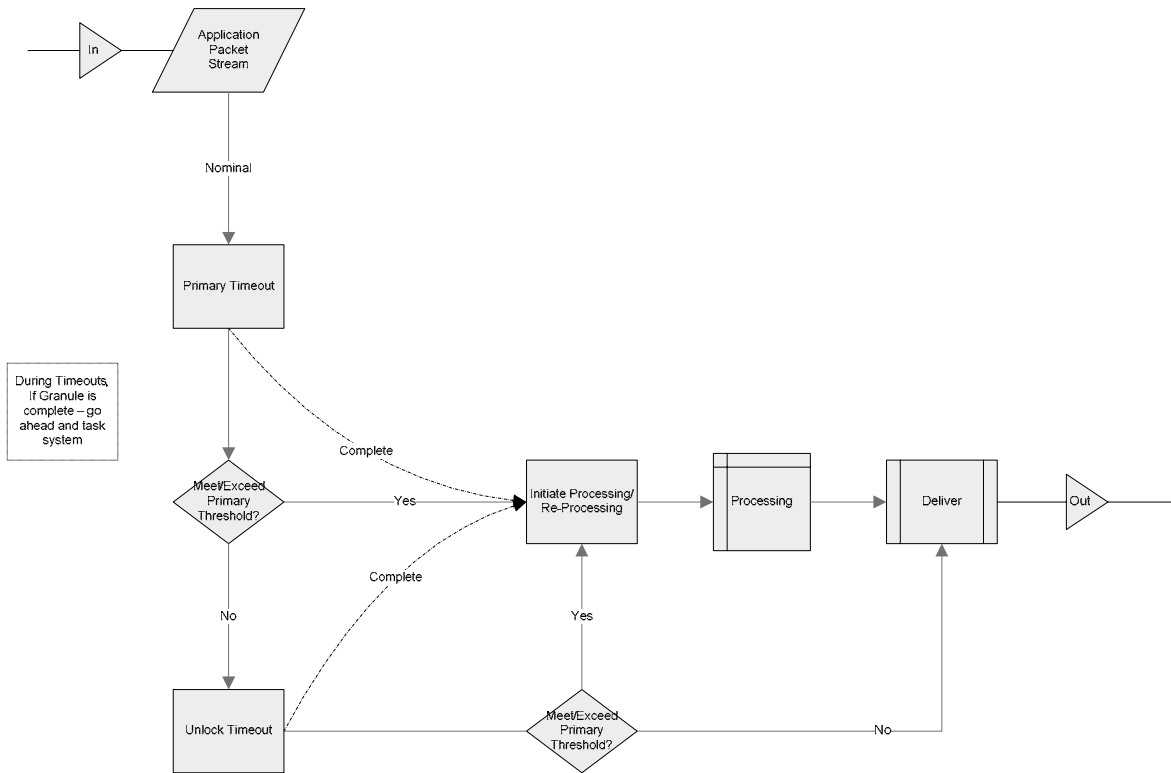 In
Application
Packet
Stream
Nominal
Primary Timeout
During Timeouts,
If Granule is
complete – go
ahead and task
system
Complete
Meet/Exceed
Primary
Threshold?
Yes
Initiate Processing/
Re-Processing
Processing
Deliver
Out
Complete
No
Yes
Unlock Timeout
Meet/Exceed
Primary
Threshold?
No